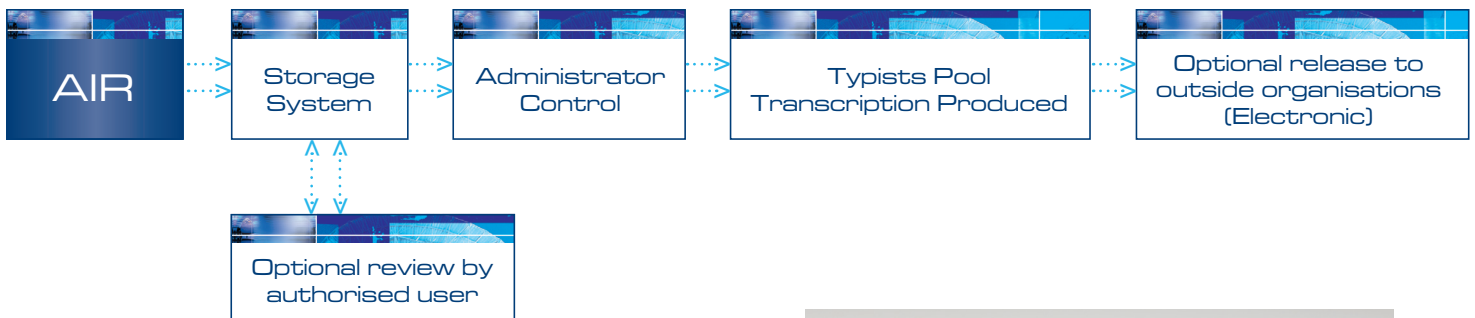 AIR
Storage
System
Administrator
Control
Typists Pool
Transcription Produced
Optional release to
outside organisations
(Electronic)
Optional review by
authorised user